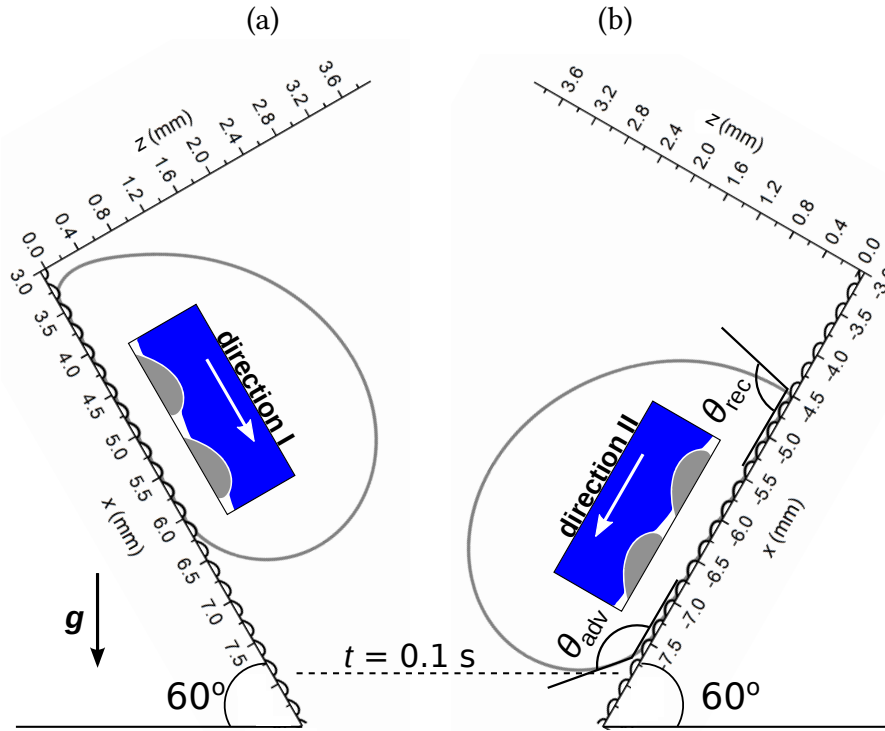 (a)
(b)
z (mm)
0.0
0.4
0.8
1.2
1.6
2.0
2.4
2.8
3.2
3.6
x (mm)
3.0
3.5
4.0
4.5
5.0
5.5
6.0
6.5
7.0
7.5
direction I
g
60º
t = 0.1 s
z (mm)
3.6
3.2
2.8
2.4
2.0
1.6
1.2
0.8
0.4
0.0
x (mm)
-3.0
-3.5
-4.0
-4.5
-5.0
-5.5
-6.0
-6.5
-7.0
-7.5
direction II
θrec
θadv
60º